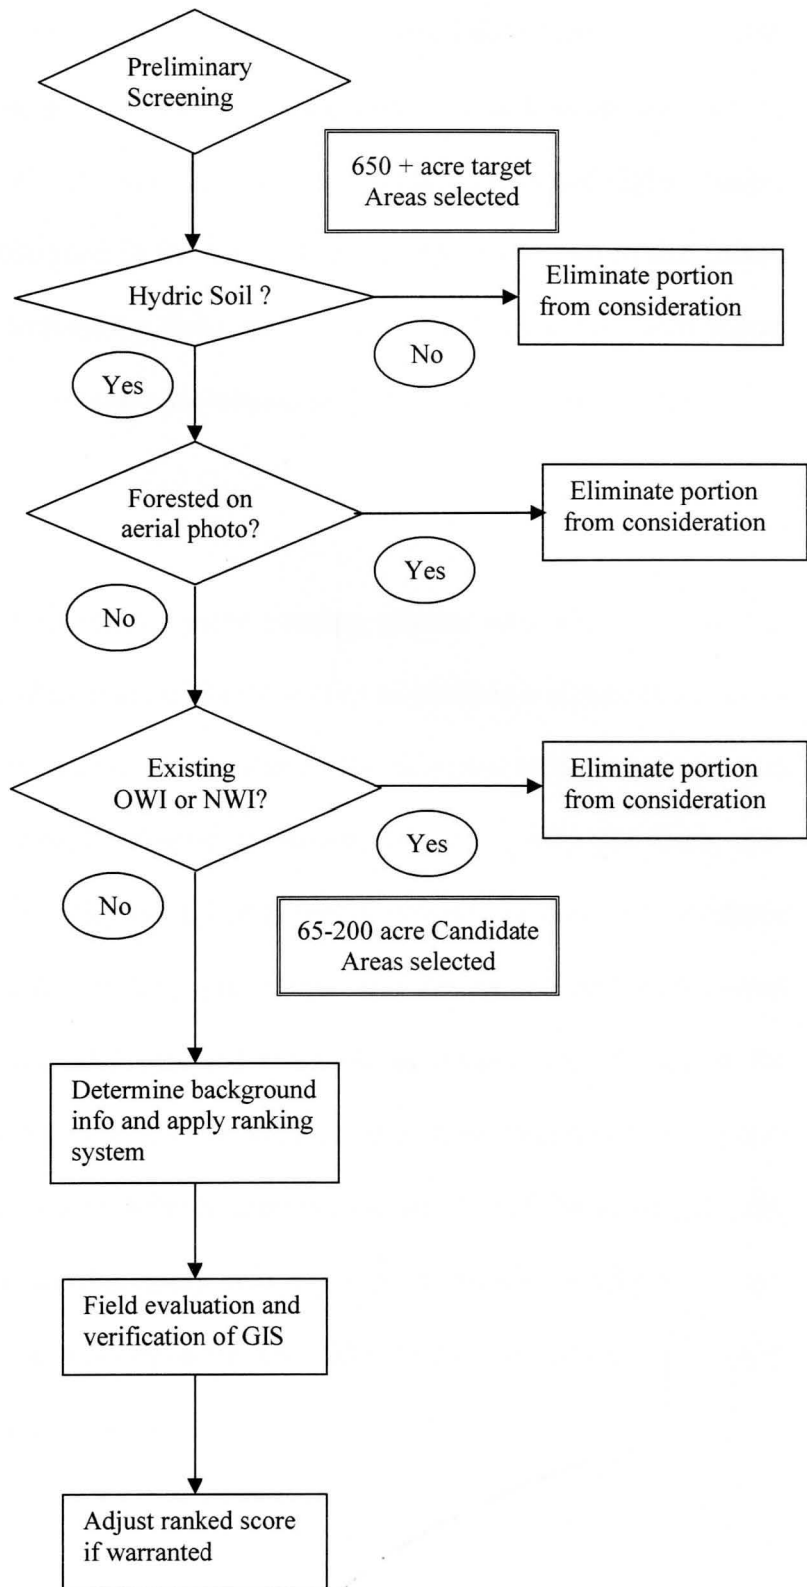 Preliminary
Screening
650 + acre target
Areas selected
Hydric Soil ?
Eliminate portion
from consideration
No
Yes
Forested on
aerial photo?
Eliminate portion
from consideration
Yes
No
Existing
OWI or NWI?
Eliminate portion
from consideration
Yes
No
65-200 acre Candidate
Areas selected
Determine background
info and apply ranking
system
Field evaluation and
verification of GIS
Adjust ranked score
if warranted